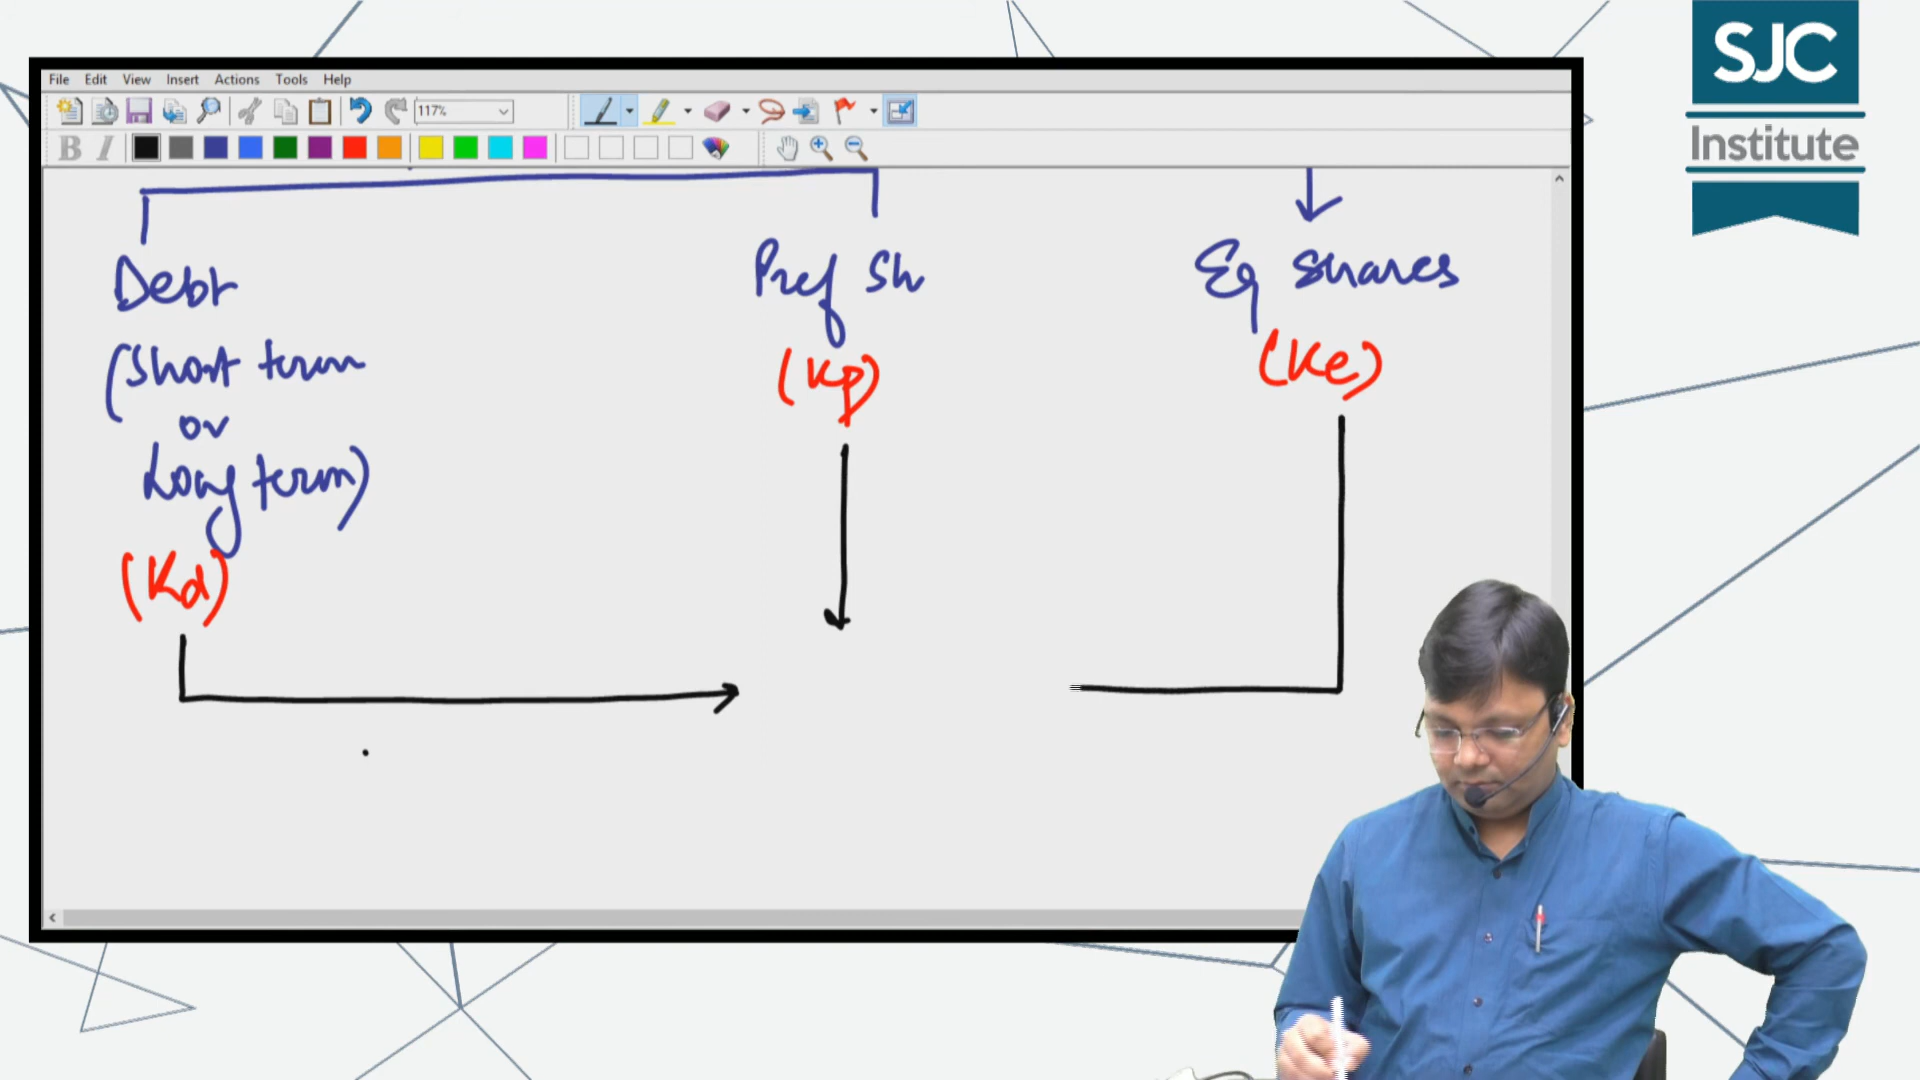 SJC
Institute
File Edit View Insert Actions Tools Help
117%
B I
Debt
(Short term
or
Long term)
(Kd)
Pref Sh
(Kp)
Eq shares
(Ke)